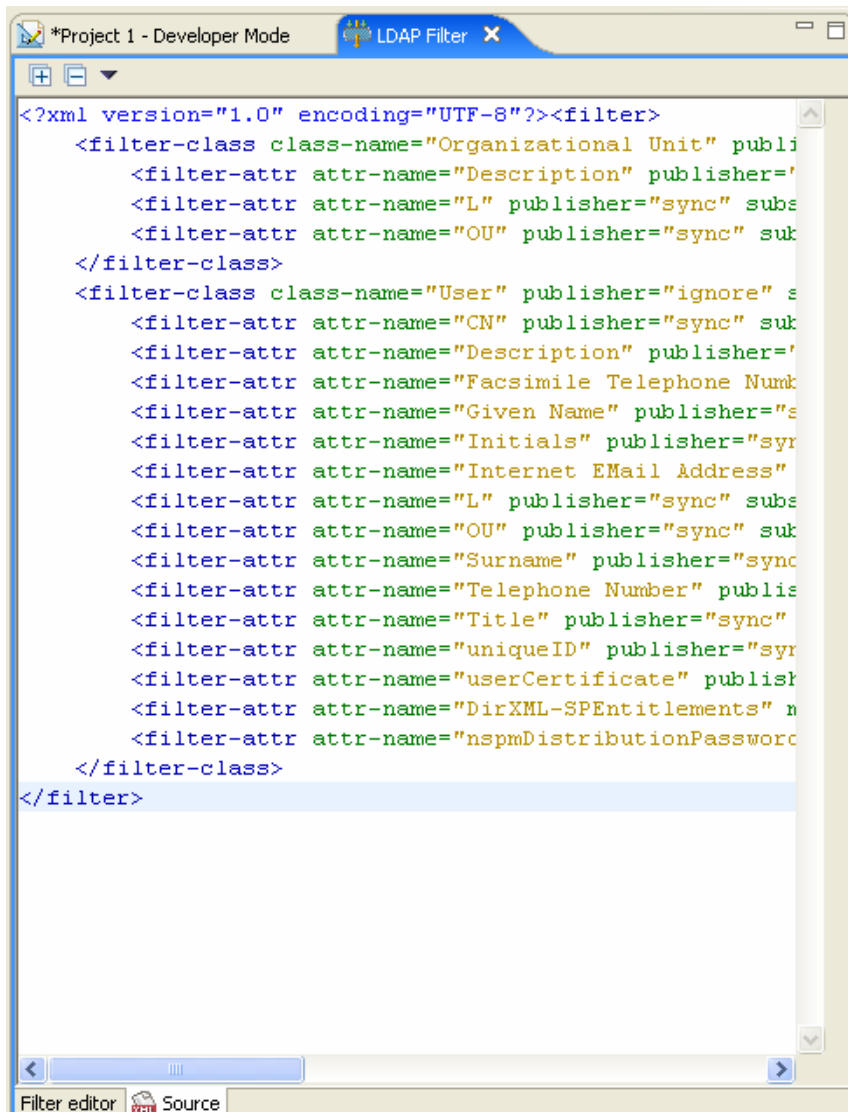 *Project 1 - Developer Mode LDAP Filter
<?xml version="1.0" encoding="UTF-8"?><filter>
<filter-class class-name="Organizational Unit" publi
<filter-attr attr-name="Description" publisher="
<filter-attr attr-name="L" publisher="sync" subs
<filter-attr attr-name="OU" publisher="sync" sub
</filter-class>
<filter-class class-name="User" publisher="ignore" s
<filter-attr attr-name="CN" publisher="sync" sub
<filter-attr attr-name="Description" publisher="
<filter-attr attr-name="Facsimile Telephone Numb
<filter-attr attr-name="Given Name" publisher="s
<filter-attr attr-name="Initials" publisher="syn
<filter-attr attr-name="Internet EMail Address"
<filter-attr attr-name="L" publisher="sync" subs
<filter-attr attr-name="OU" publisher="sync" sub
<filter-attr attr-name="Surname" publisher="sync
<filter-attr attr-name="Telephone Number" publis
<filter-attr attr-name="Title" publisher="sync"
<filter-attr attr-name="uniqueID" publisher="syn
<filter-attr attr-name="userCertificate" publish
<filter-attr attr-name="DirXML-SPEntitlements" m
<filter-attr attr-name="nspmDistributionPassword
</filter-class>
</filter>
Filter editor XML Source